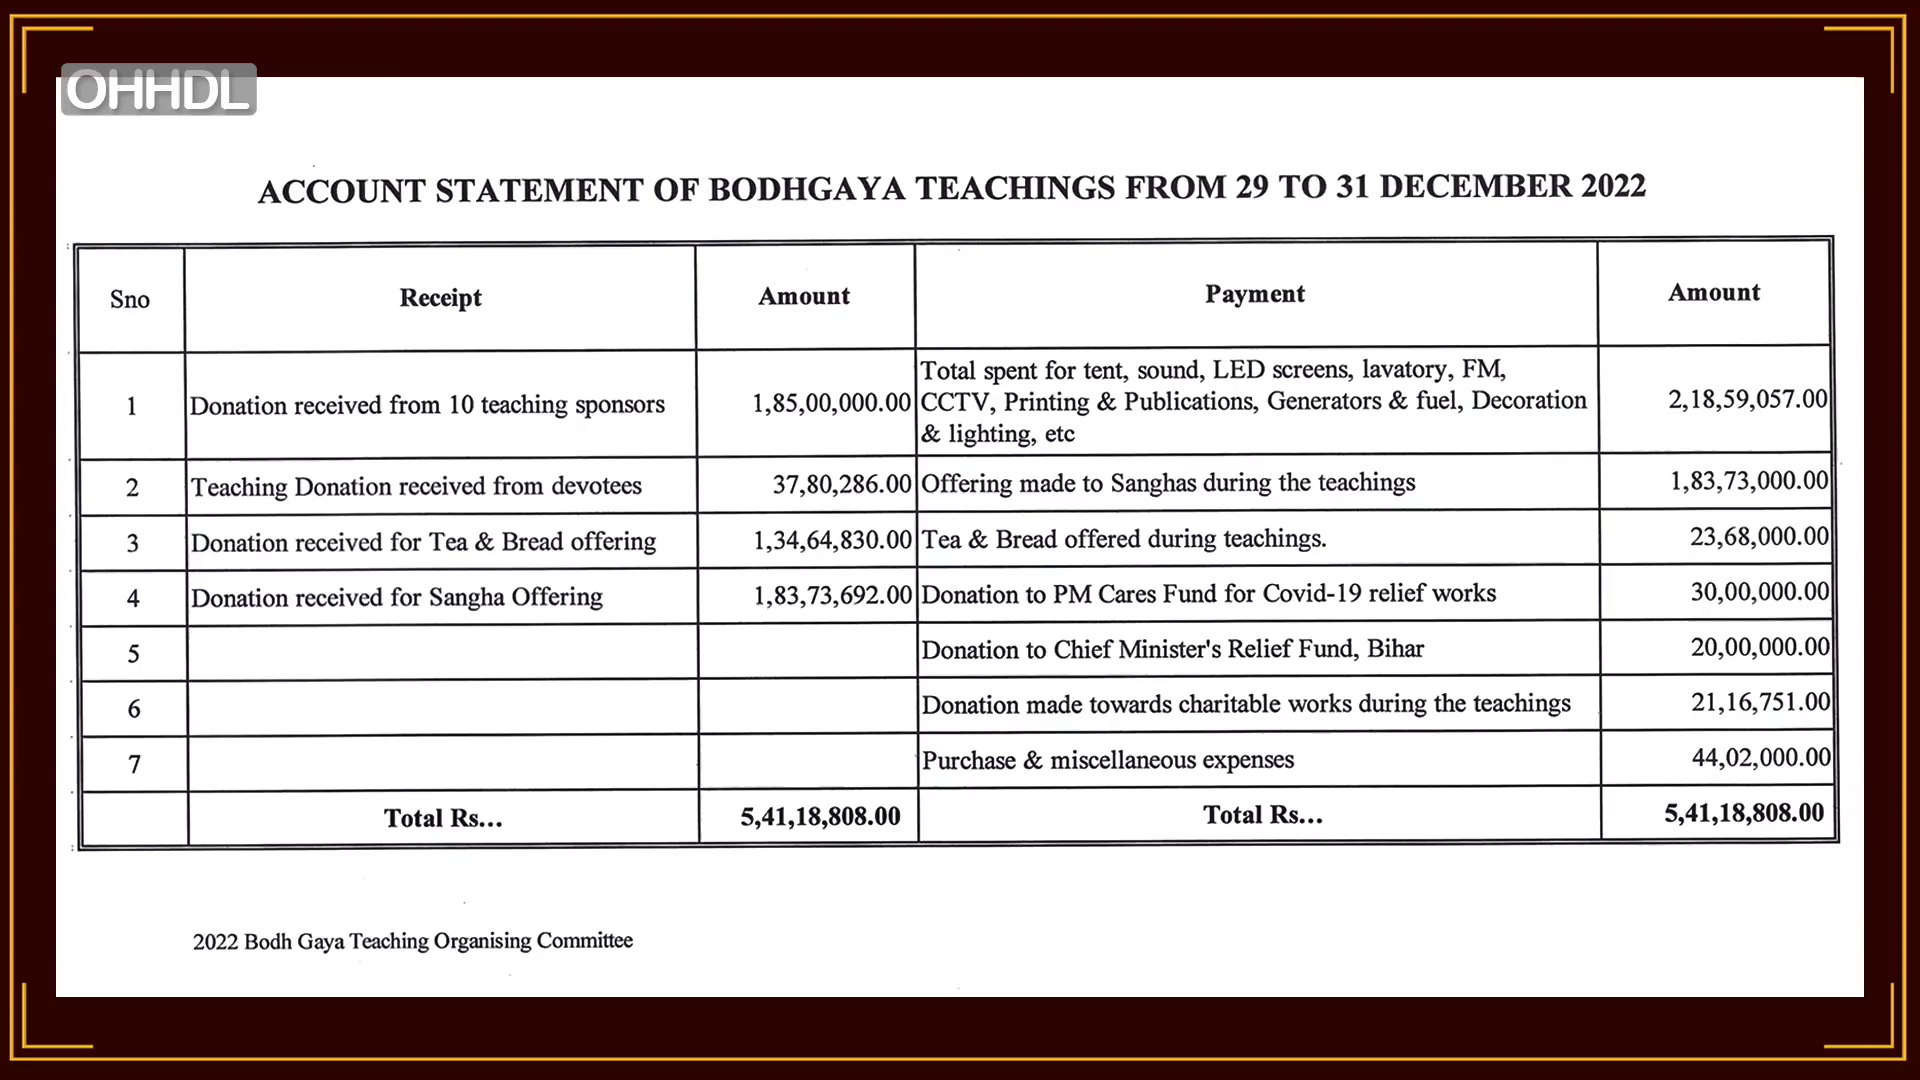 OHHDL
ACCOUNT STATEMENT OF BODHGAYA TEACHINGS FROM 29 TO 31 DECEMBER 2022
Sno Receipt Amount Payment Amount
1 Donation received from 10 teaching sponsors 1,85,00,000.00 Total spent for tent, sound, LED screens, lavatory, FM,
CCTV, Printing & Publications, Generators & fuel, Decoration
& lighting, etc 2,18,59,057.00
2 Teaching Donation received from devotees 37,80,286.00 Offering made to Sanghas during the teachings 1,83,73,000.00
3 Donation received for Tea & Bread offering 1,34,64,830.00 Tea & Bread offered during teachings. 23,68,000.00
4 Donation received for Sangha Offering 1,83,73,692.00 Donation to PM Cares Fund for Covid-19 relief works 30,00,000.00
5 Donation to Chief Minister's Relief Fund, Bihar 20,00,000.00
6 Donation made towards charitable works during the teachings 21,16,751.00
7 Purchase & miscellaneous expenses 44,02,000.00
Total Rs... 5,41,18,808.00 Total Rs... 5,41,18,808.00
2022 Bodh Gaya Teaching Organising Committee